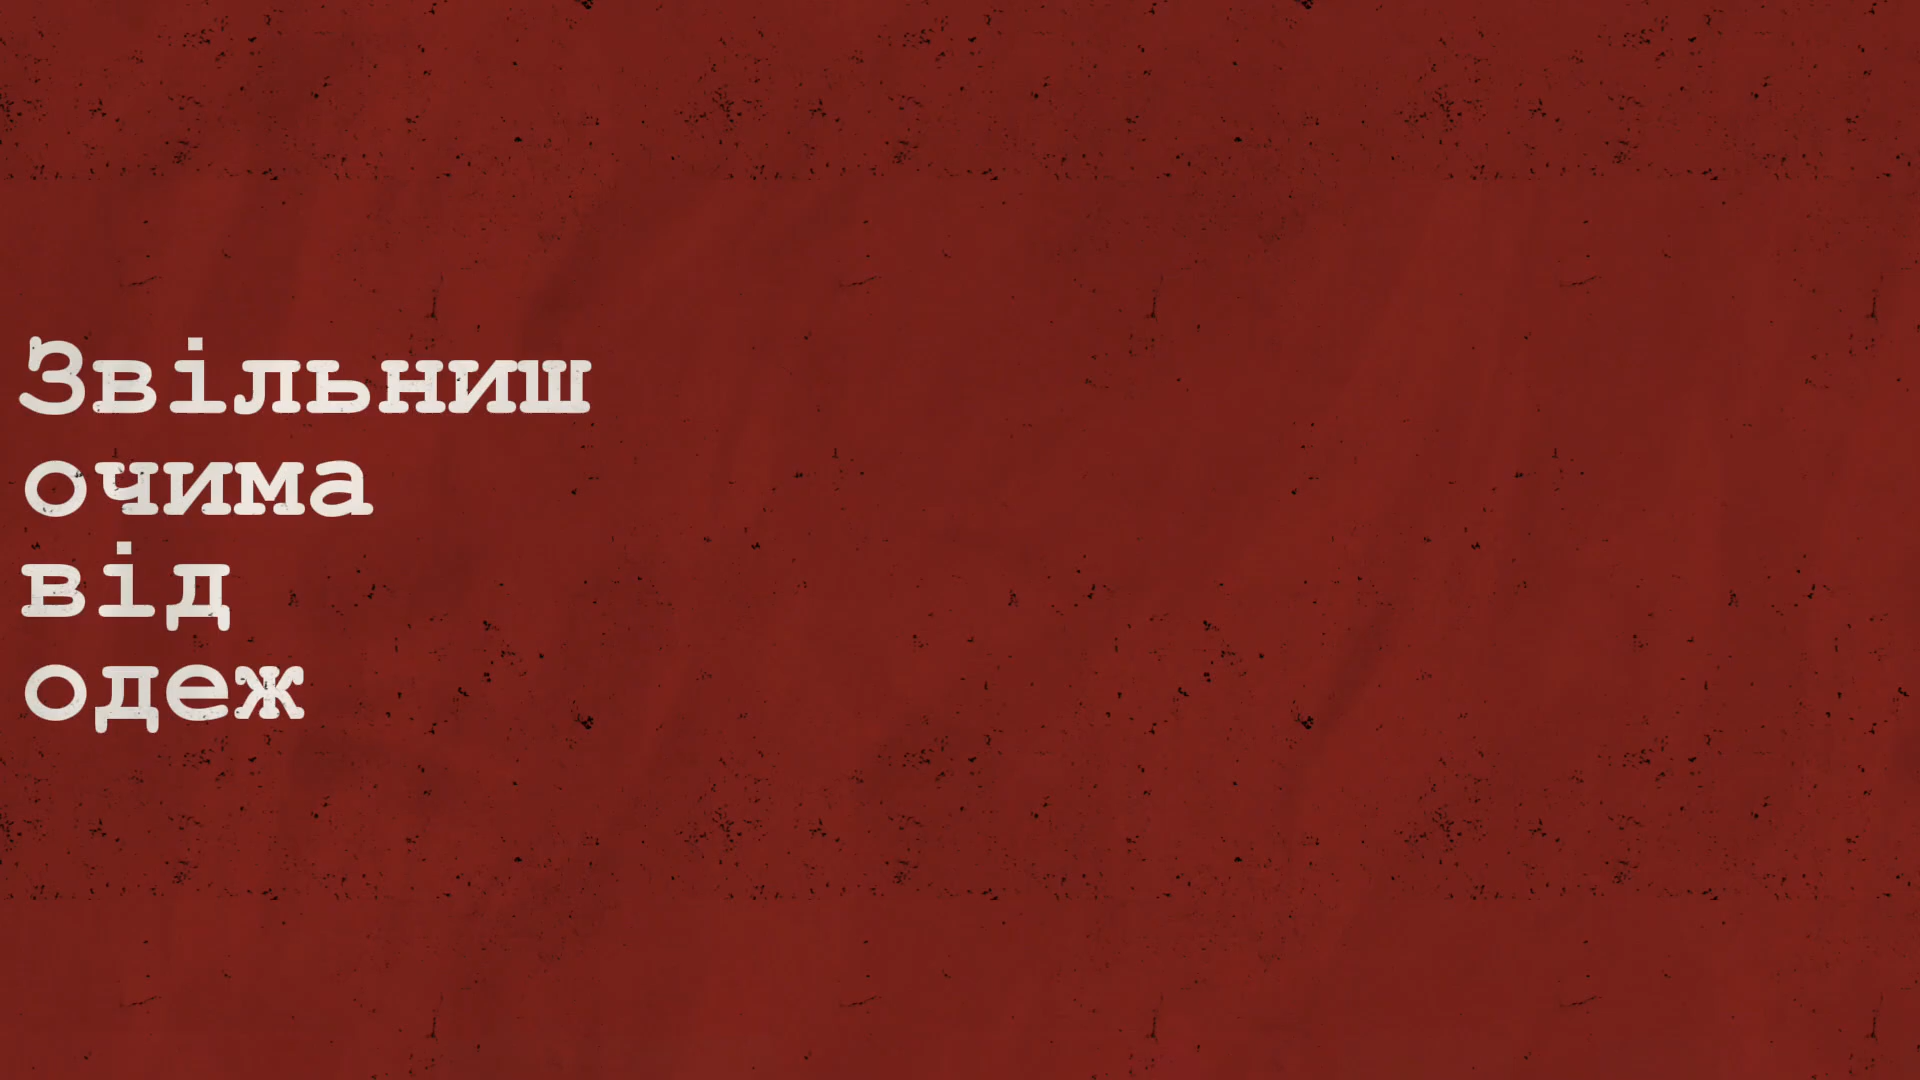 Звільниш
очима
від
одеж